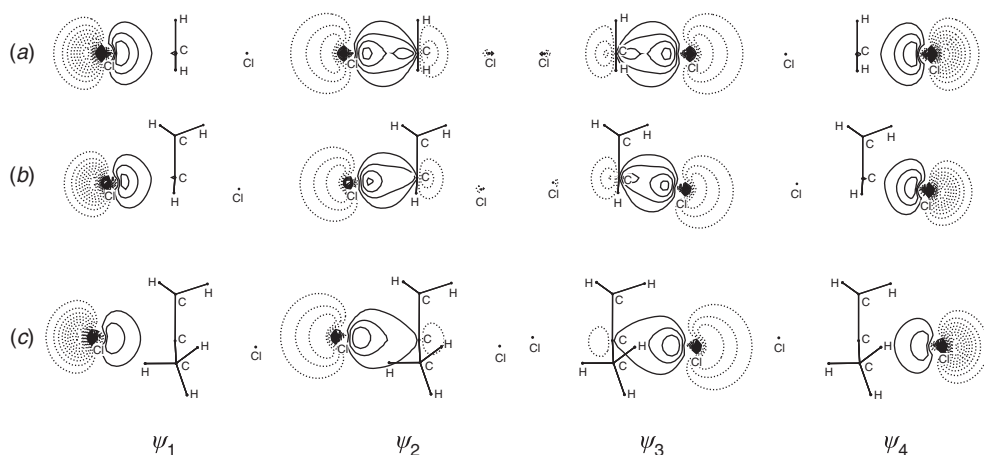 (a) Cl H C H Cl Cl H C H Cl Cl H C H Cl Cl H C H Cl
(b) H H C C H Cl Cl H H C C H Cl Cl H H C C H Cl Cl H H C C H Cl
(c) H H C C H H H Cl Cl H H C C H H H Cl Cl H H C C H H H Cl Cl H H C C H H H Cl
ψ1 ψ2 ψ3 ψ4